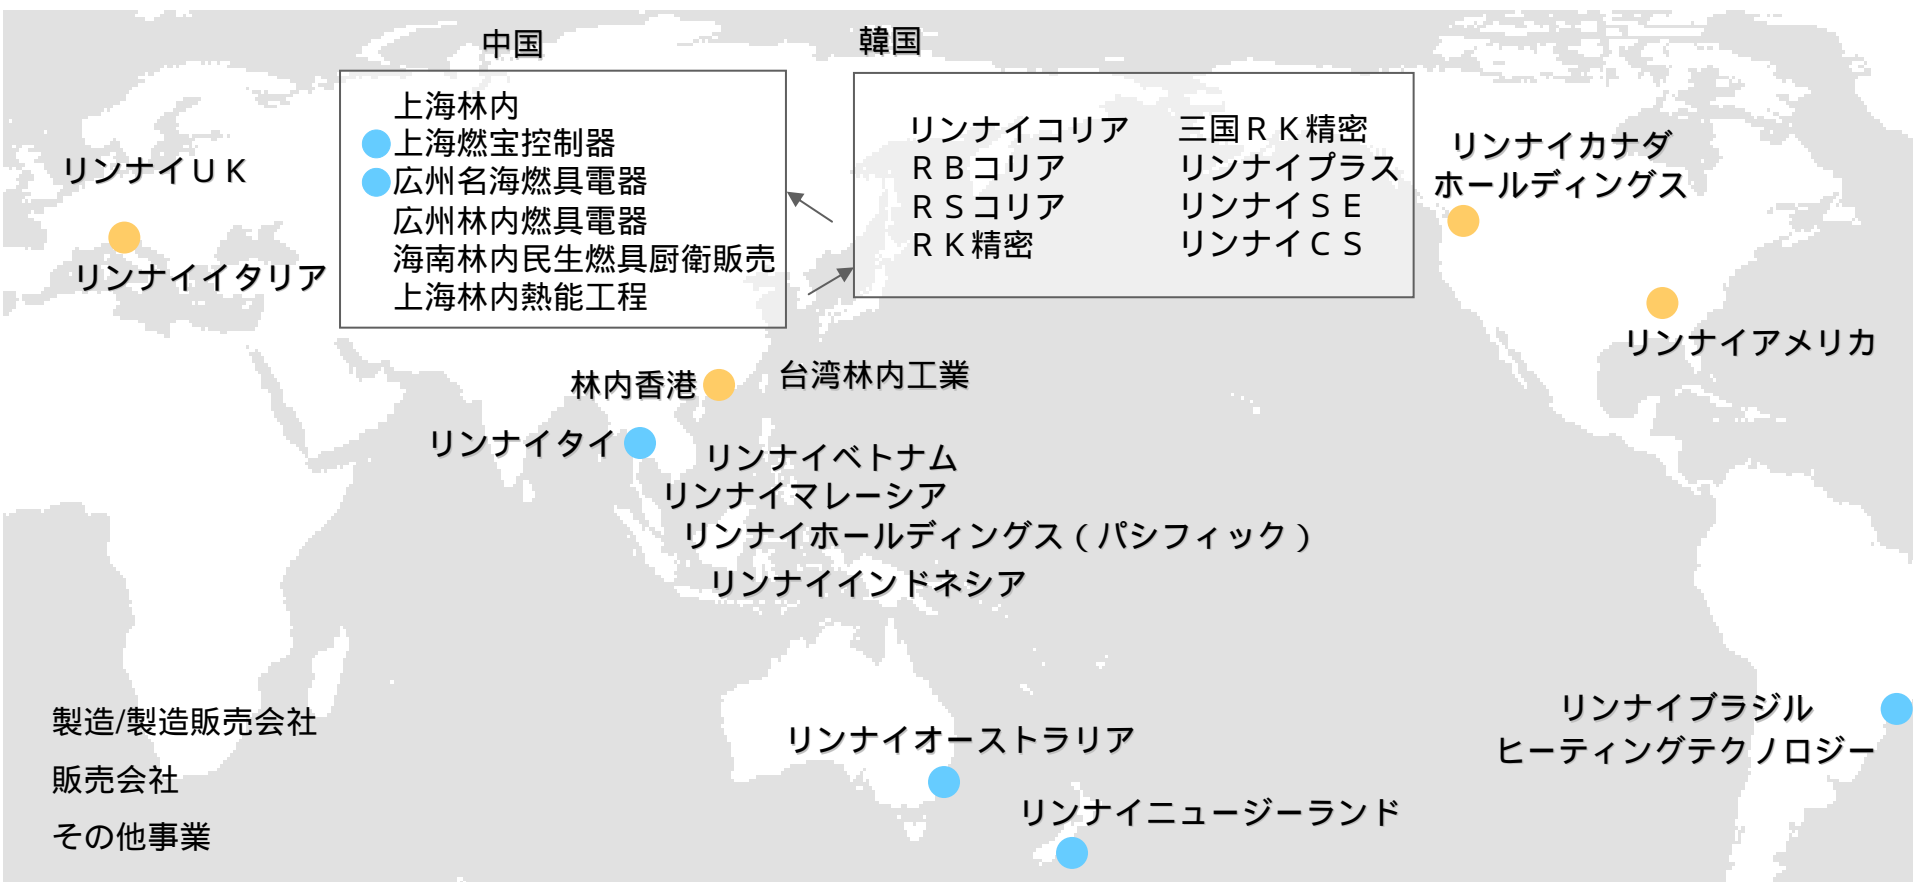 中国
上海林内
上海燃宝控制器
広州名海燃具電器
広州林内燃具電器
海南林内民生燃具厨衛販売
上海林内熱能工程
韓国
リンナイコリア
ＲＢコリア
ＲＳコリア
ＲＫ精密
三国ＲＫ精密
リンナイプラス
リンナイＳＥ
リンナイＣＳ
リンナイＵＫ
リンナイイタリア
リンナイカナダ
ホールディングス
リンナイアメリカ
林内香港
台湾林内工業
リンナイタイ
リンナイベトナム
リンナイマレーシア
リンナイホールディングス（パシフィック）
リンナイインドネシア
リンナイオーストラリア
リンナイニュージーランド
リンナイブラジル
ヒーティングテクノロジー
製造/製造販売会社
販売会社
その他事業